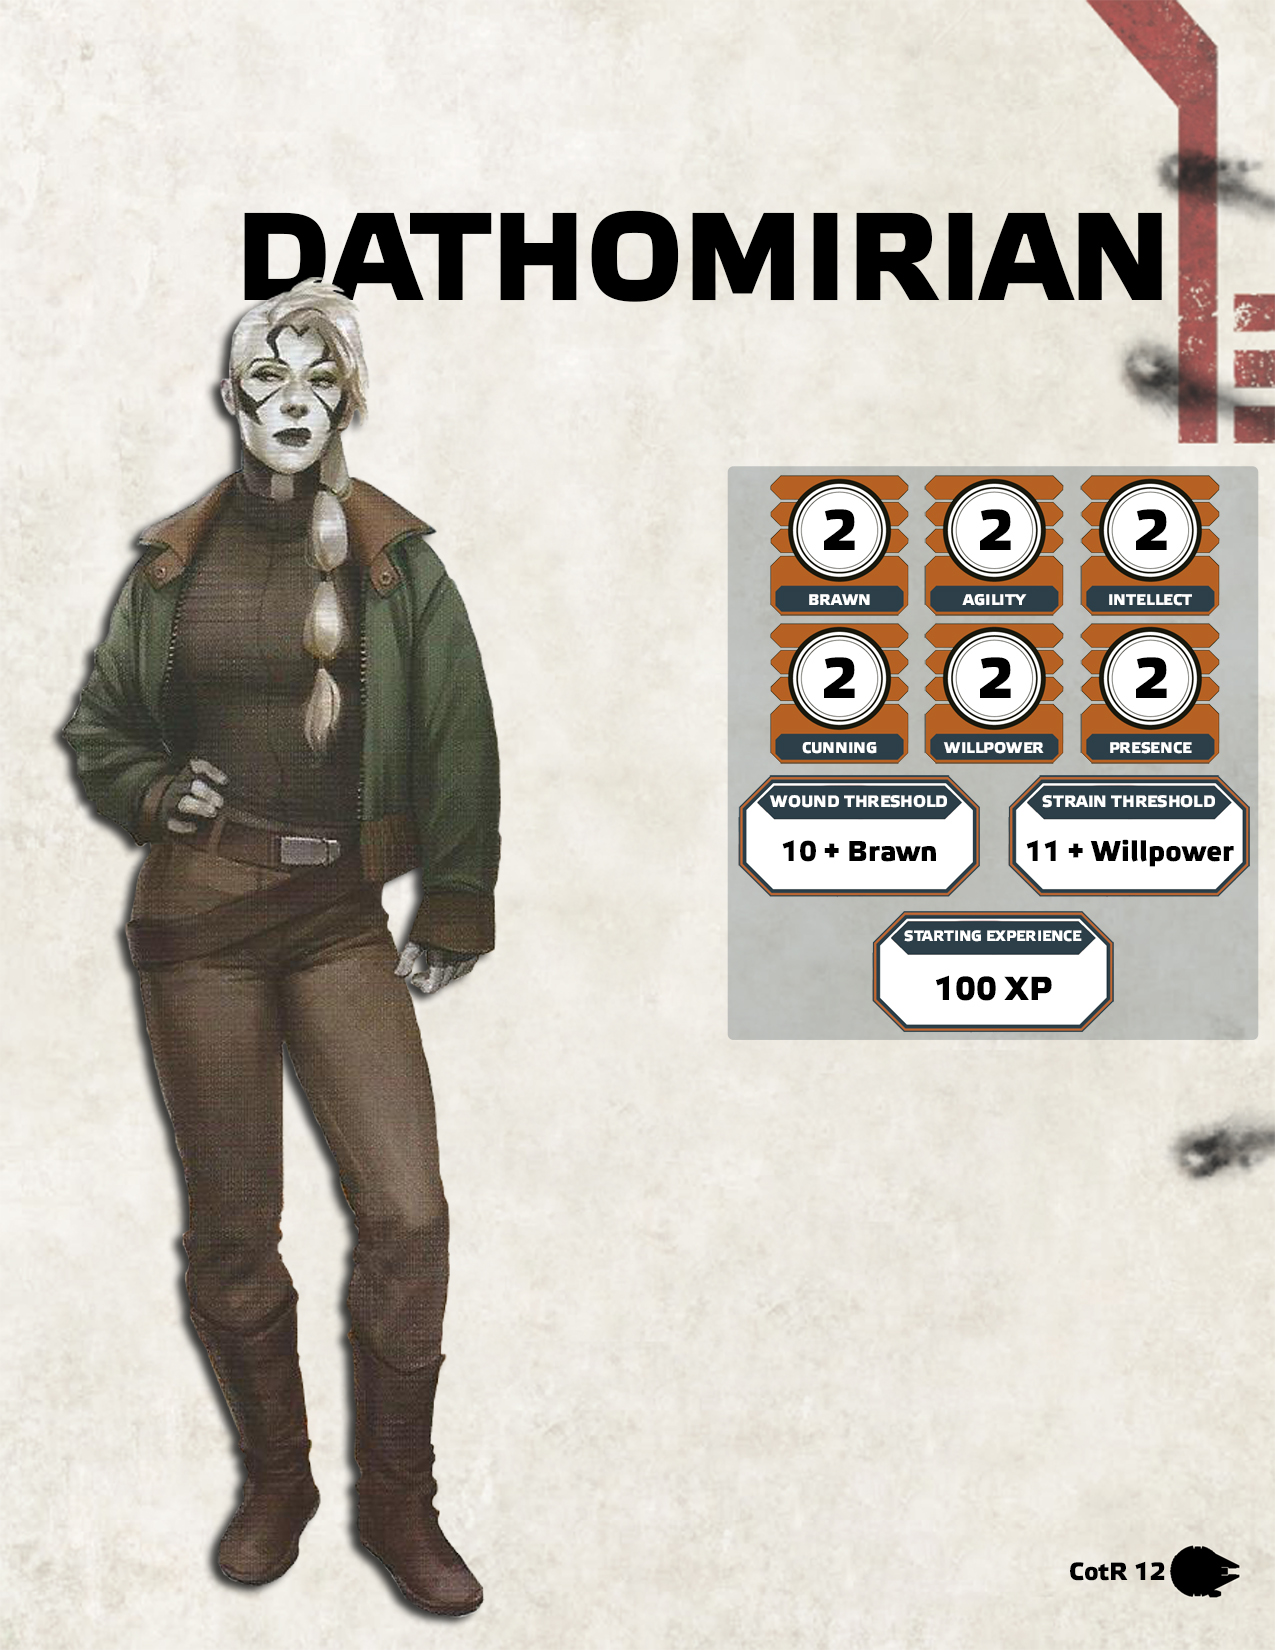 DATHOMIRIAN
2 2 2
BRAWN AGILITY INTELLECT
2 2 2
CUNNING WILLPOWER PRESENCE
WOUND THRESHOLD STRAIN THRESHOLD
10 + Brawn 11 + Willpower
STARTING EXPERIENCE
100 XP
CotR 12